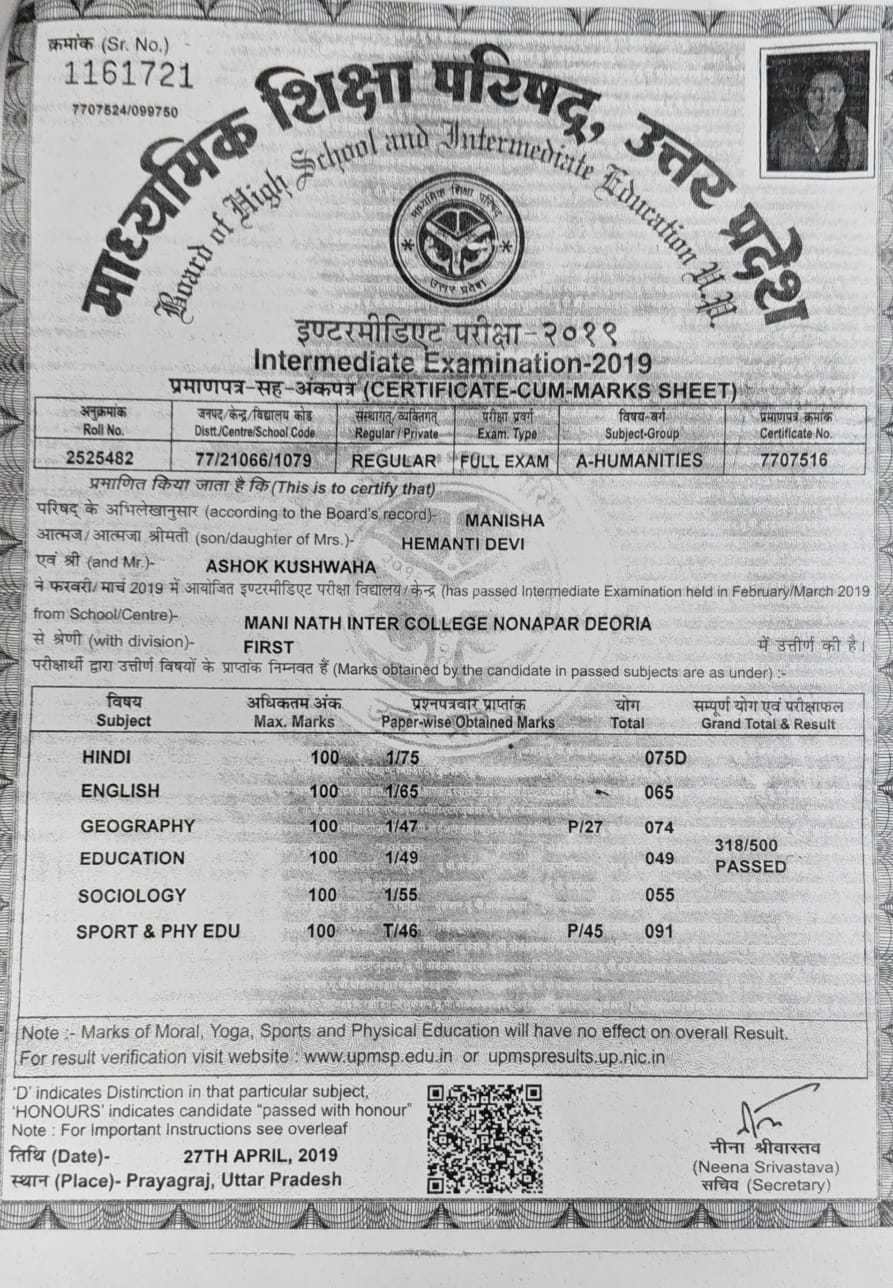 क्रमांक (Sr. No.)
1161721
7707524/099750
माध्यमिक शिक्षा परिषद्, उत्तर प्रदेश
Board of High School and Intermediate Education U.P.
माध्यमिक शिक्षा परिषद्
उत्तर प्रदेश
इण्टरमीडिएट परीक्षा-२०१९
Intermediate Examination-2019
प्रमाणपत्र-सह-अंकपत्र (CERTIFICATE-CUM-MARKS SHEET)
अनुक्रमांक जनपद/केन्द्र/विद्यालय कोड संस्थागत/व्यक्तिगत् परीक्षा प्रवर्ग विषय-वर्ग प्रमाणपत्र क्रमांक
Roll No. Distt./Centre/School Code Regular/Private Exam. Type Subject-Group Certificate No.
2525482 77/21066/1079 REGULAR FULL EXAM A-HUMANITIES 7707516
प्रमाणित किया जाता है कि (This is to certify that)
परिषद् के अभिलेखानुसार (according to the Board's record)- MANISHA
आत्मज/आत्मजा श्रीमती (son/daughter of Mrs.)- HEMANTI DEVI
एवं श्री (and Mr.)- ASHOK KUSHWAHA
ने फरवरी/मार्च 2019 में आयोजित इण्टरमीडिएट परीक्षा विद्यालय/केन्द्र (has passed Intermediate Examination held in February/March 2019
from School/Centre)- MANI NATH INTER COLLEGE NONAPAR DEORIA
से श्रेणी (with division)- FIRST में उत्तीर्ण की है।
परीक्षार्थी द्वारा उत्तीर्ण विषयों के प्राप्तांक निम्नवत हैं (Marks obtained by the candidate in passed subjects are as under) :-
विषय अधिकतम अंक प्रश्नपत्रवार प्राप्तांक योग सम्पूर्ण योग एवं परीक्षाफल
Subject Max. Marks Paper-wise Obtained Marks Total Grand Total & Result
HINDI 100 1/75 075D
ENGLISH 100 1/65 065
GEOGRAPHY 100 1/47 P/27 074
318/500
EDUCATION 100 1/49 049 PASSED
SOCIOLOGY 100 1/55 055
SPORT & PHY EDU 100 T/46 P/45 091
Note :- Marks of Moral, Yoga, Sports and Physical Education will have no effect on overall Result.
For result verification visit website : www.upmsp.edu.in or upmspresults.up.nic.in
'D' indicates Distinction in that particular subject,
'HONOURS' indicates candidate "passed with honour"
Note : For Important Instructions see overleaf
तिथि (Date)- 27TH APRIL, 2019
स्थान (Place)- Prayagraj, Uttar Pradesh
नीना श्रीवास्तव
(Neena Srivastava)
सचिव (Secretary)